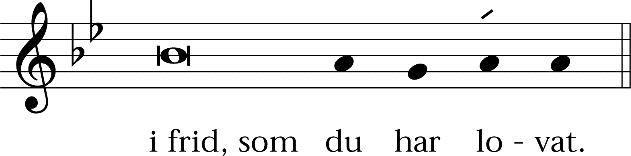 i frid, som du har lo - vat.